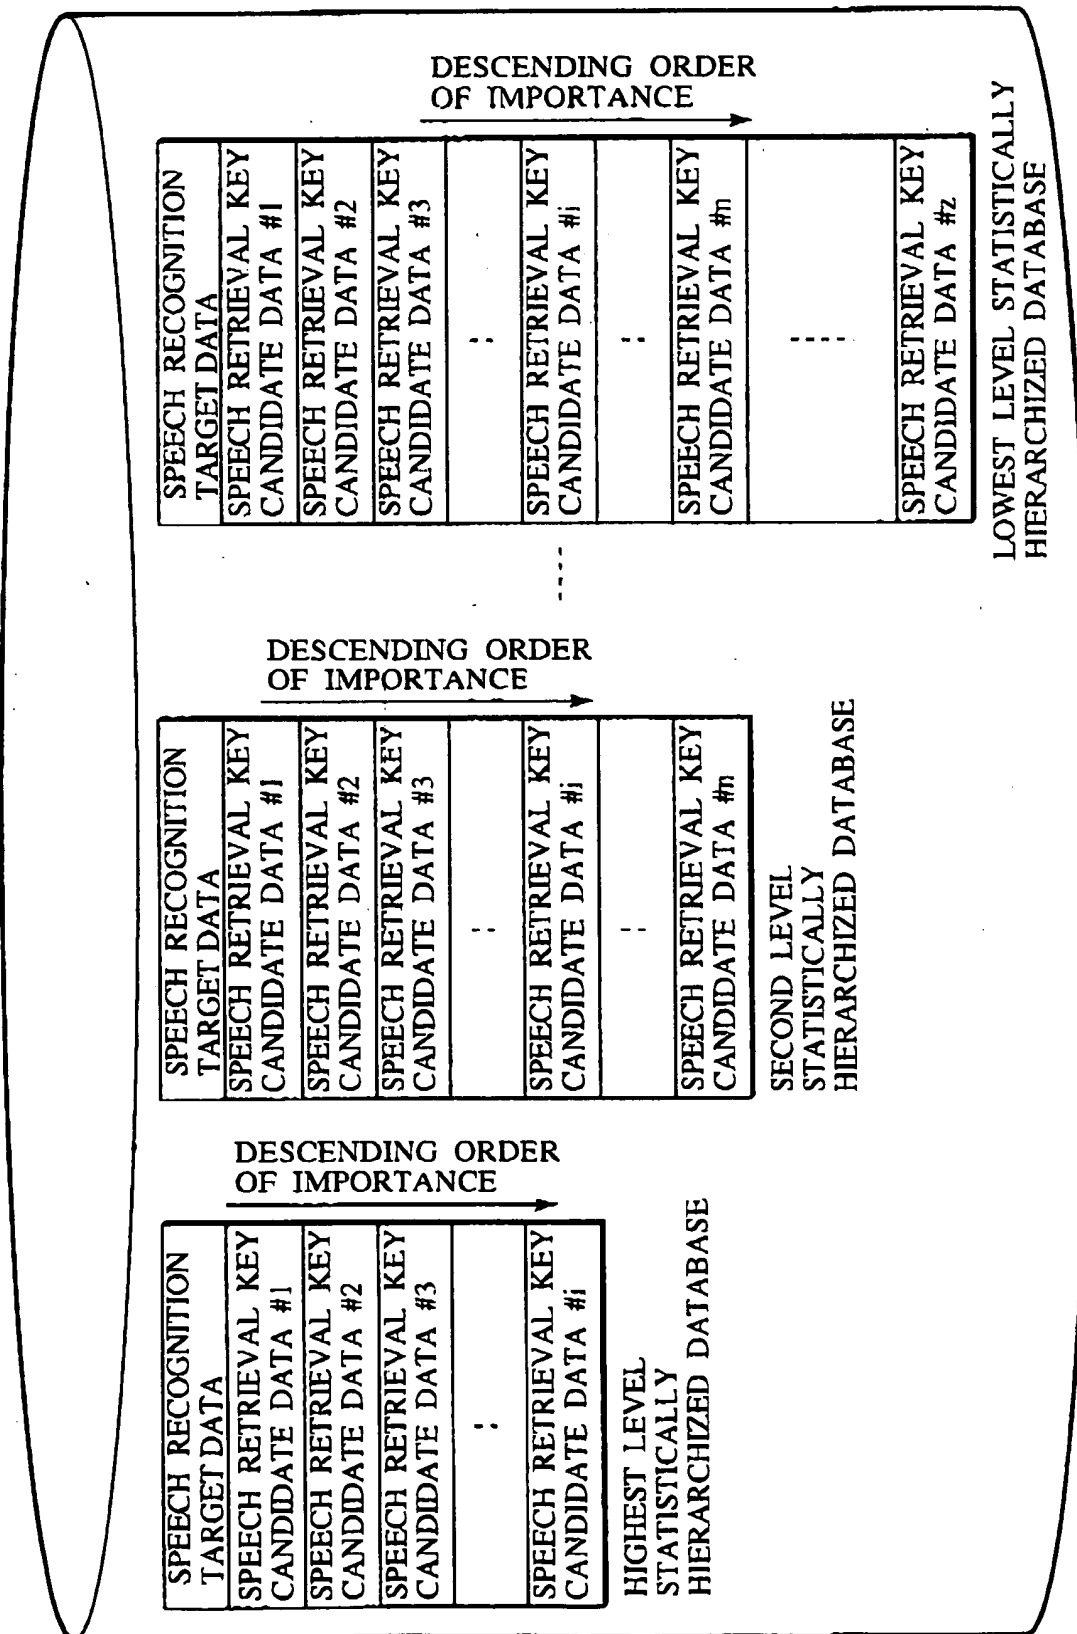 DESCENDING ORDER
OF IMPORTANCE
SPEECH RECOGNITION
TARGET DATA
SPEECH RETRIEVAL KEY
CANDIDATE DATA #1
SPEECH RETRIEVAL KEY
CANDIDATE DATA #2
SPEECH RETRIEVAL KEY
CANDIDATE DATA #3
SPEECH RETRIEVAL KEY
CANDIDATE DATA #i
HIGHEST LEVEL
STATISTICALLY
HIERARCHIZED DATABASE
DESCENDING ORDER
OF IMPORTANCE
SPEECH RECOGNITION
TARGET DATA
SPEECH RETRIEVAL KEY
CANDIDATE DATA #1
SPEECH RETRIEVAL KEY
CANDIDATE DATA #2
SPEECH RETRIEVAL KEY
CANDIDATE DATA #3
SPEECH RETRIEVAL KEY
CANDIDATE DATA #i
SPEECH RETRIEVAL KEY
CANDIDATE DATA #n
SECOND LEVEL
STATISTICALLY
HIERARCHIZED DATABASE
DESCENDING ORDER
OF IMPORTANCE
SPEECH RECOGNITION
TARGET DATA
SPEECH RETRIEVAL KEY
CANDIDATE DATA #1
SPEECH RETRIEVAL KEY
CANDIDATE DATA #2
SPEECH RETRIEVAL KEY
CANDIDATE DATA #3
SPEECH RETRIEVAL KEY
CANDIDATE DATA #i
SPEECH RETRIEVAL KEY
CANDIDATE DATA #n
SPEECH RETRIEVAL KEY
CANDIDATE DATA #z
LOWEST LEVEL STATISTICALLY
HIERARCHIZED DATABASE